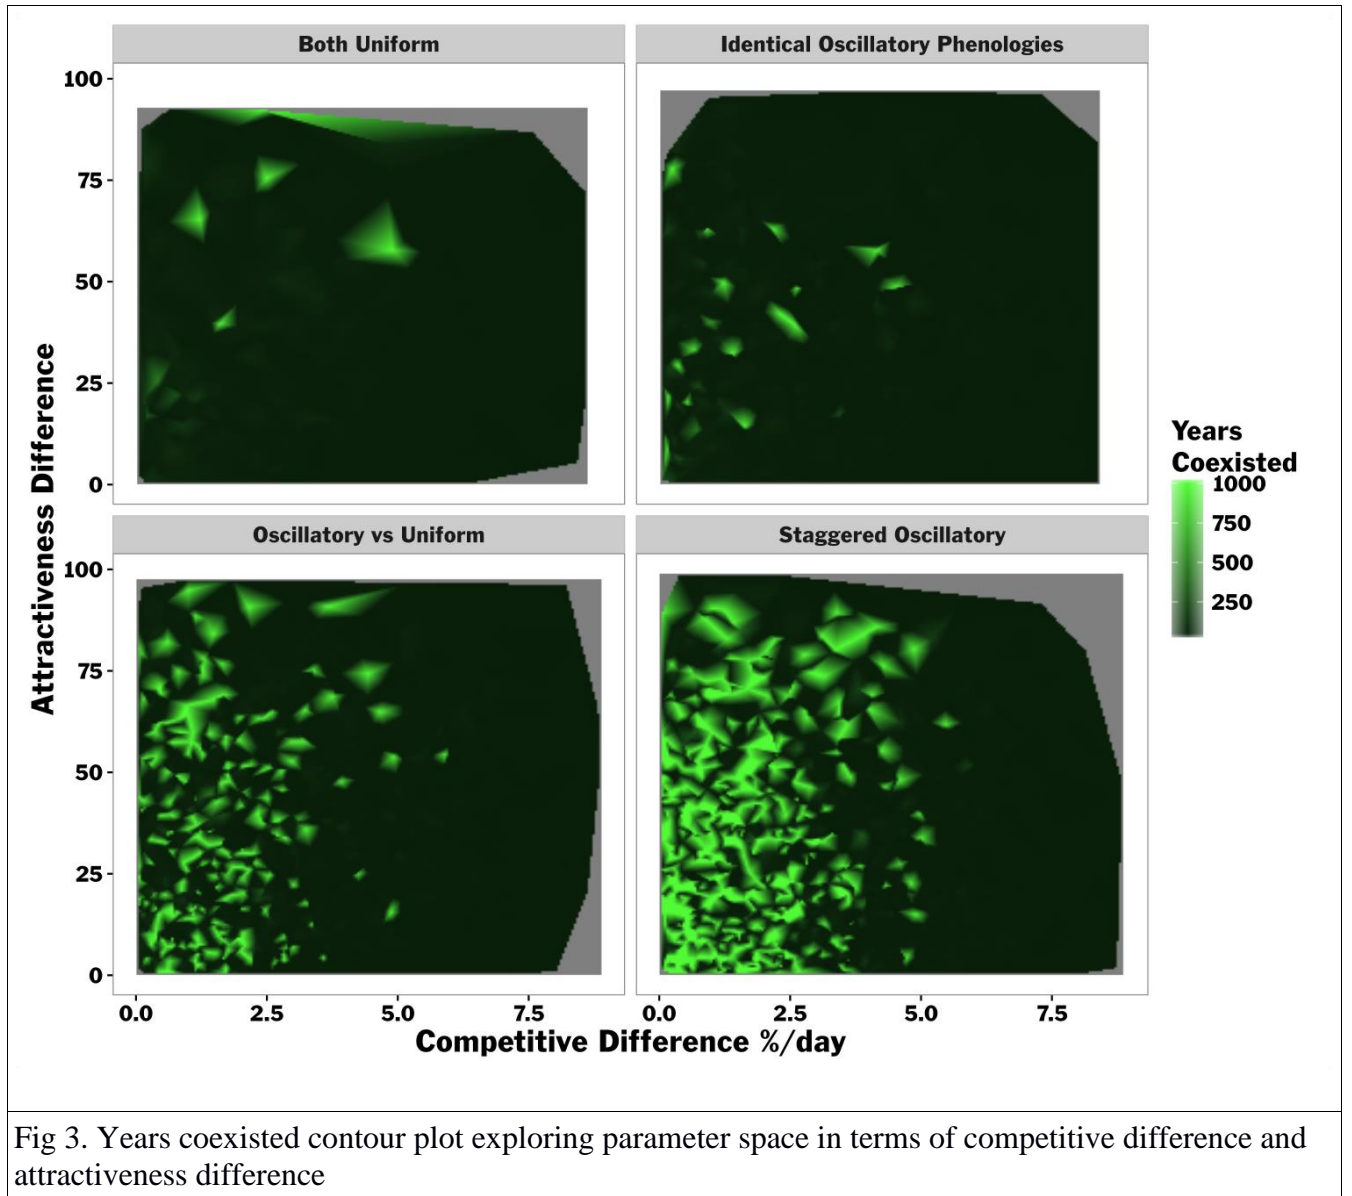 Both Uniform
Identical Oscillatory Phenologies
100
75
50
25
0
Oscillatory vs Uniform
Staggered Oscillatory
100
75
50
25
0
0.0
2.5
5.0
7.5
0.0
2.5
5.0
7.5
Attractiveness Difference
Competitive Difference %/day
Years
Coexisted
1000
750
500
250
Fig 3. Years coexisted contour plot exploring parameter space in terms of competitive difference and
attractiveness difference